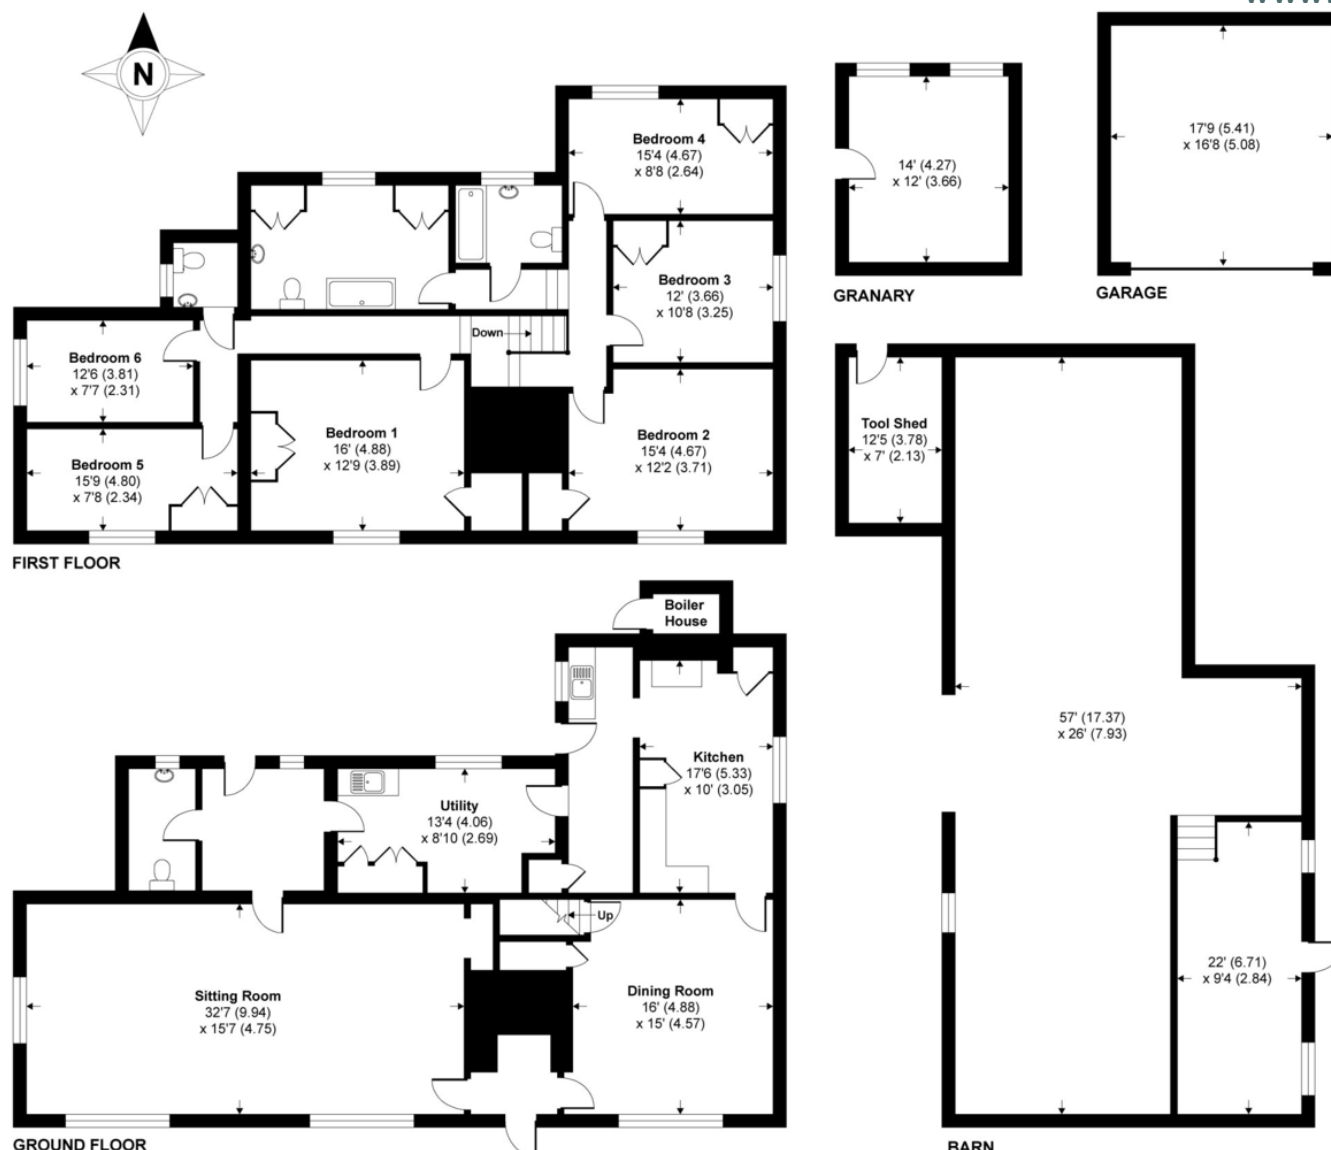 N
Bedroom 4
15'4 (4.67)
x 8'8 (2.64)
Bedroom 3
12' (3.66)
x 10'8 (3.25)
Down
Bedroom 6
12'6 (3.81)
x 7'7 (2.31)
Bedroom 1
16' (4.88)
x 12'9 (3.89)
Bedroom 2
15'4 (4.67)
x 12'2 (3.71)
Bedroom 5
15'9 (4.80)
x 7'8 (2.34)
FIRST FLOOR
14' (4.27)
x 12' (3.66)
GRANARY
17'9 (5.41)
x 16'8 (5.08)
GARAGE
Tool Shed
12'5 (3.78)
x 7' (2.13)
57' (17.37)
x 26' (7.93)
22' (6.71)
x 9'4 (2.84)
BARN
Boiler
House
Kitchen
17'6 (5.33)
x 10' (3.05)
Utility
13'4 (4.06)
x 8'10 (2.69)
Up
Sitting Room
32'7 (9.94)
x 15'7 (4.75)
Dining Room
16' (4.88)
x 15' (4.57)
GROUND FLOOR